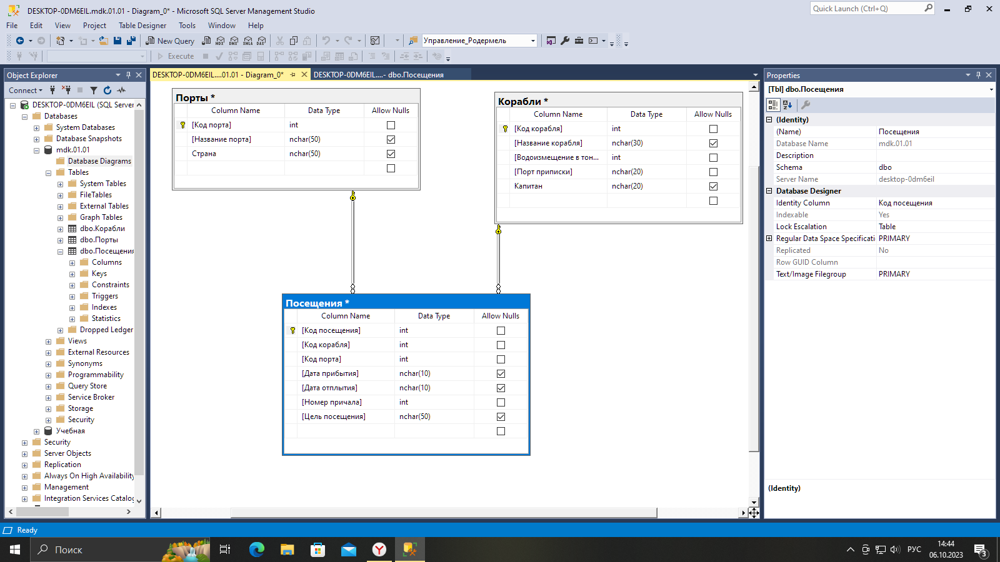 DESKTOP-0DM6EIL.mdk.01.01 - Diagram_0* - Microsoft SQL Server Management Studio
Quick Launch (Ctrl+Q)
File Edit View Project Table Designer Tools Window Help
New Query MDX DMX XMLA DAX Управление_Родермель
Execute
Object Explorer
DESKTOP-0DM6EIL....01.01 - Diagram_0*
DESKTOP-0DM6EIL....- dbo.Посещения
Properties
Connect
DESKTOP-0DM6EIL (SQL Server
Databases
System Databases
Database Snapshots
mdk.01.01
Database Diagrams
Tables
System Tables
FileTables
External Tables
Graph Tables
dbo.Корабли
dbo.Порты
dbo.Посещения
Columns
Keys
Constraints
Triggers
Indexes
Statistics
Dropped Ledger
Views
External Resources
Synonyms
Programmability
Query Store
Service Broker
Storage
Security
Учебная
Security
Server Objects
Replication
Always On High Availability
Management
Integration Services Catalog
Порты *
Column Name Data Type Allow Nulls
[Код порта] int
[Название порта] nchar(50)
Страна nchar(50)
Корабли *
Column Name Data Type Allow Nulls
[Код корабля] int
[Название корабля] nchar(30)
[Водоизмещение в тон... int
[Порт приписки] nchar(20)
Капитан nchar(20)
Посещения *
Column Name Data Type Allow Nulls
[Код посещения] int
[Код корабля] int
[Код порта] int
[Дата прибытия] nchar(10)
[Дата отплытия] nchar(10)
[Номер причала] int
[Цель посещения] nchar(50)
[Tbl] dbo.Посещения
(Identity)
(Name) Посещения
Database Name mdk.01.01
Description
Schema dbo
Server Name desktop-0dm6eil
Database Designer
Identity Column Код посещения
Indexable Yes
Lock Escalation Table
Regular Data Space Specificati PRIMARY
Replicated No
Row GUID Column
Text/Image Filegroup PRIMARY
(Identity)
Ready
Поиск
РУС
14:44
06.10.2023
3